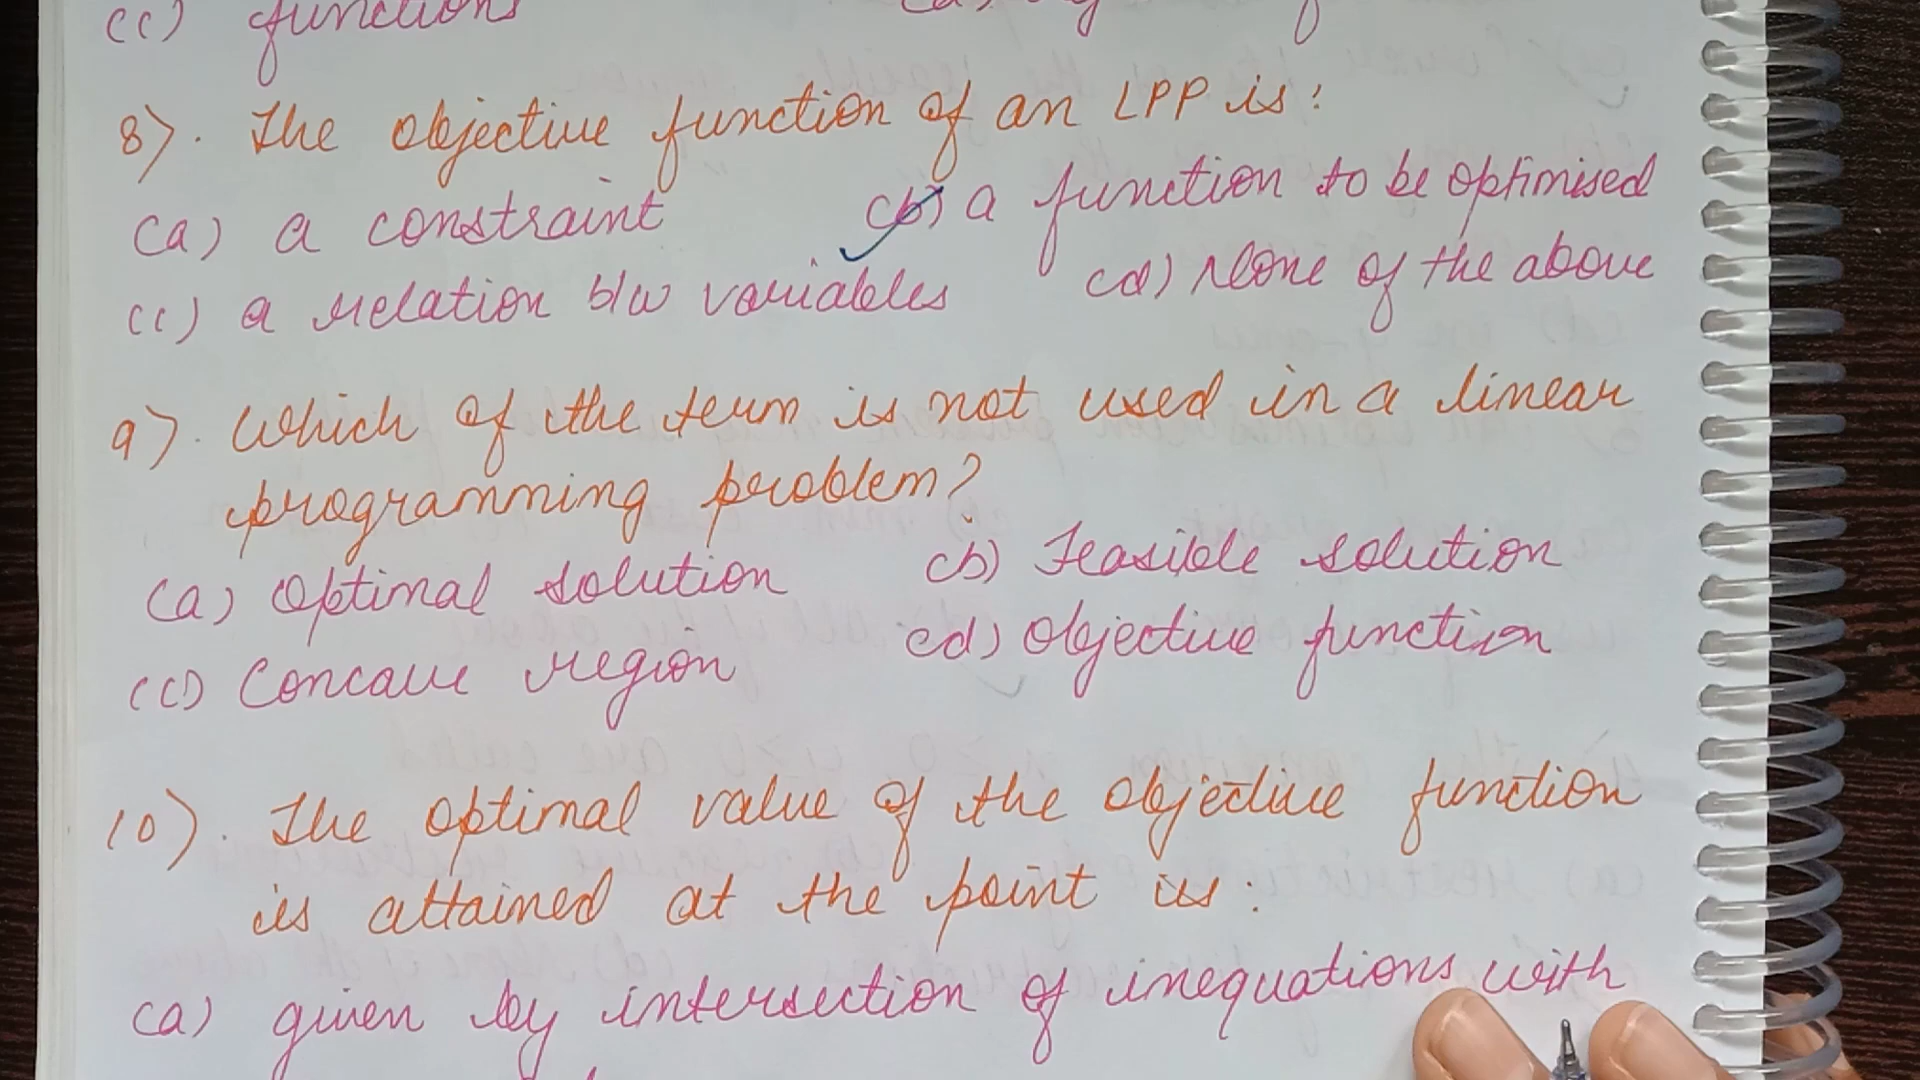 (c) functions
8). The objective function of an LPP is:
(a) a constraint (b) a function to be optimised
(c) a relation b/w variables (d) None of the above
9). Which of the term is not used in a linear
programming problem?
(a) Optimal solution (b) Feasible solution
(c) Concave region (d) Objective function
10). The optimal value of the objective function
is attained at the point is:
(a) given by intersection of inequations with